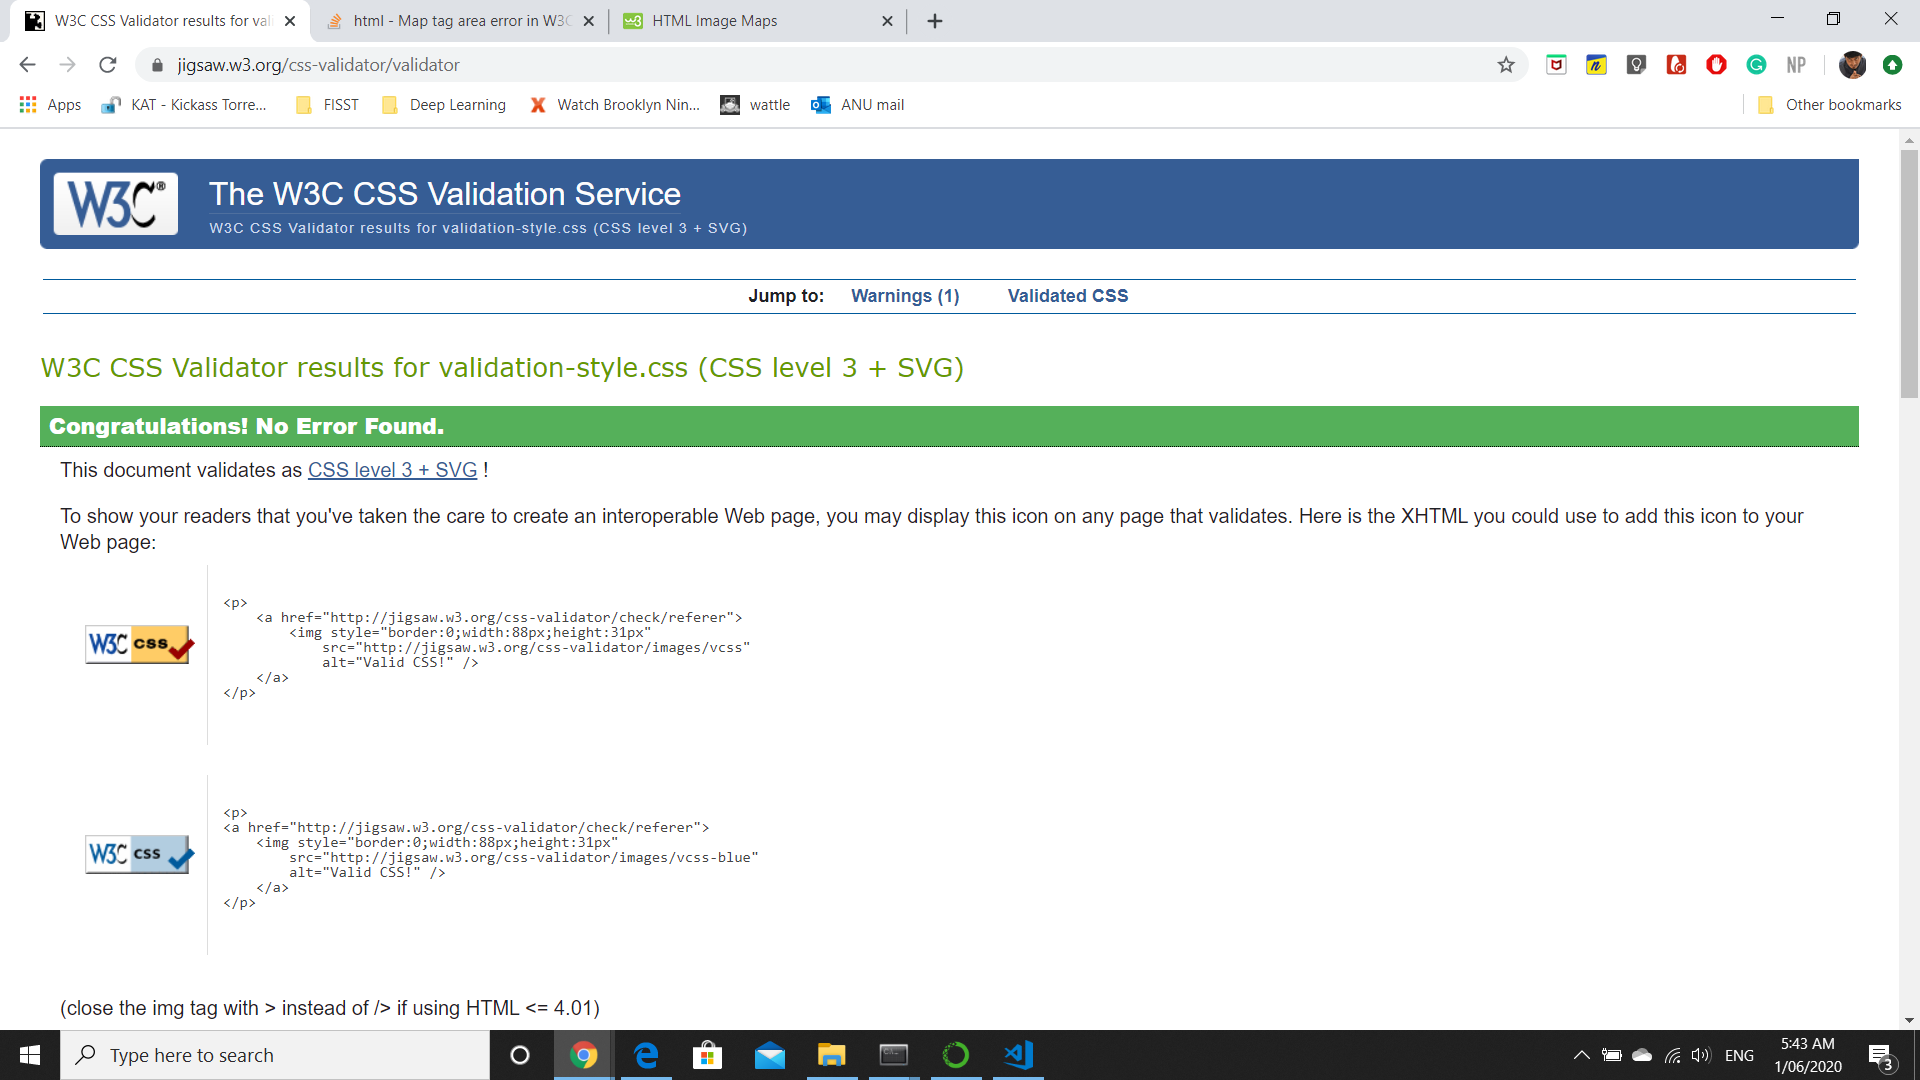 W3C CSS Validator results for vali
html - Map tag area error in W3C
HTML Image Maps
jigsaw.w3.org/css-validator/validator
NP
Apps
KAT - Kickass Torre...
FISST
Deep Learning
Watch Brooklyn Nin...
wattle
ANU mail
Other bookmarks
W3C®
The W3C CSS Validation Service
W3C CSS Validator results for validation-style.css (CSS level 3 + SVG)
Jump to: Warnings (1) Validated CSS
W3C CSS Validator results for validation-style.css (CSS level 3 + SVG)
Congratulations! No Error Found.
This document validates as CSS level 3 + SVG !
To show your readers that you've taken the care to create an interoperable Web page, you may display this icon on any page that validates. Here is the XHTML you could use to add this icon to your
Web page:
W3C css
<p>
<a href="http://jigsaw.w3.org/css-validator/check/referer">
<img style="border:0;width:88px;height:31px"
src="http://jigsaw.w3.org/css-validator/images/vcss"
alt="Valid CSS!" />
</a>
</p>
W3C css
<p>
<a href="http://jigsaw.w3.org/css-validator/check/referer">
<img style="border:0;width:88px;height:31px"
src="http://jigsaw.w3.org/css-validator/images/vcss-blue"
alt="Valid CSS!" />
</a>
</p>
(close the img tag with > instead of /> if using HTML <= 4.01)
Type here to search
ENG
5:43 AM
1/06/2020
3